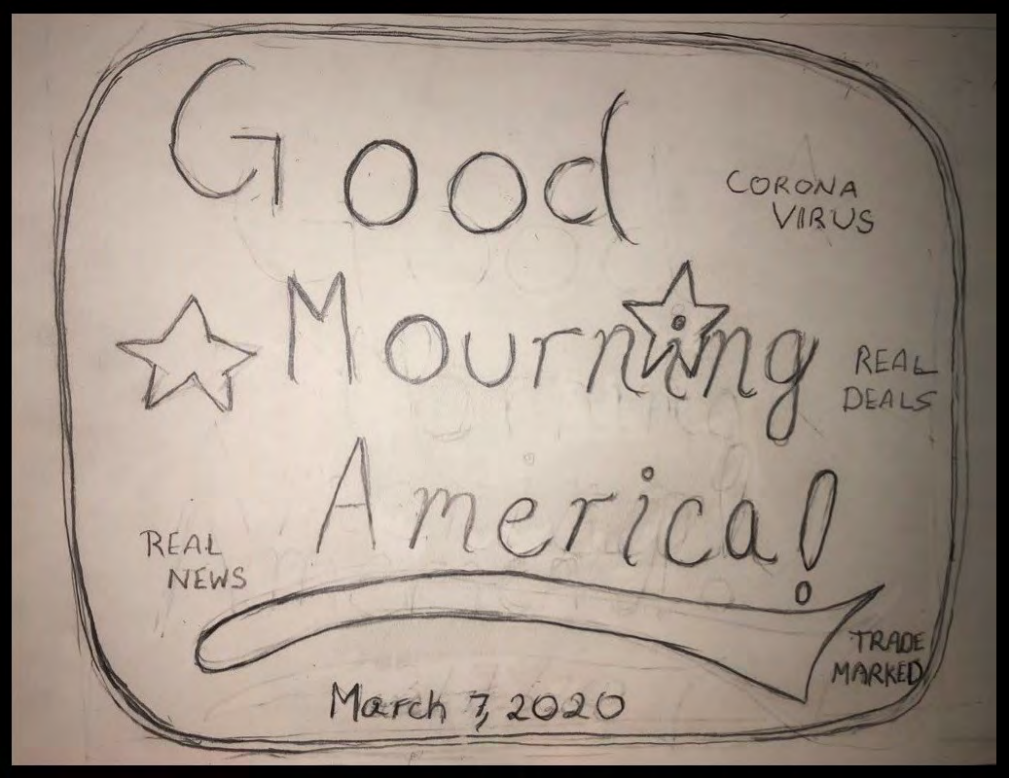 Good
CORONA
VIRUS
Mourning
REAL
DEALS
America!
REAL
NEWS
TRADE
MARKED
March 7, 2020